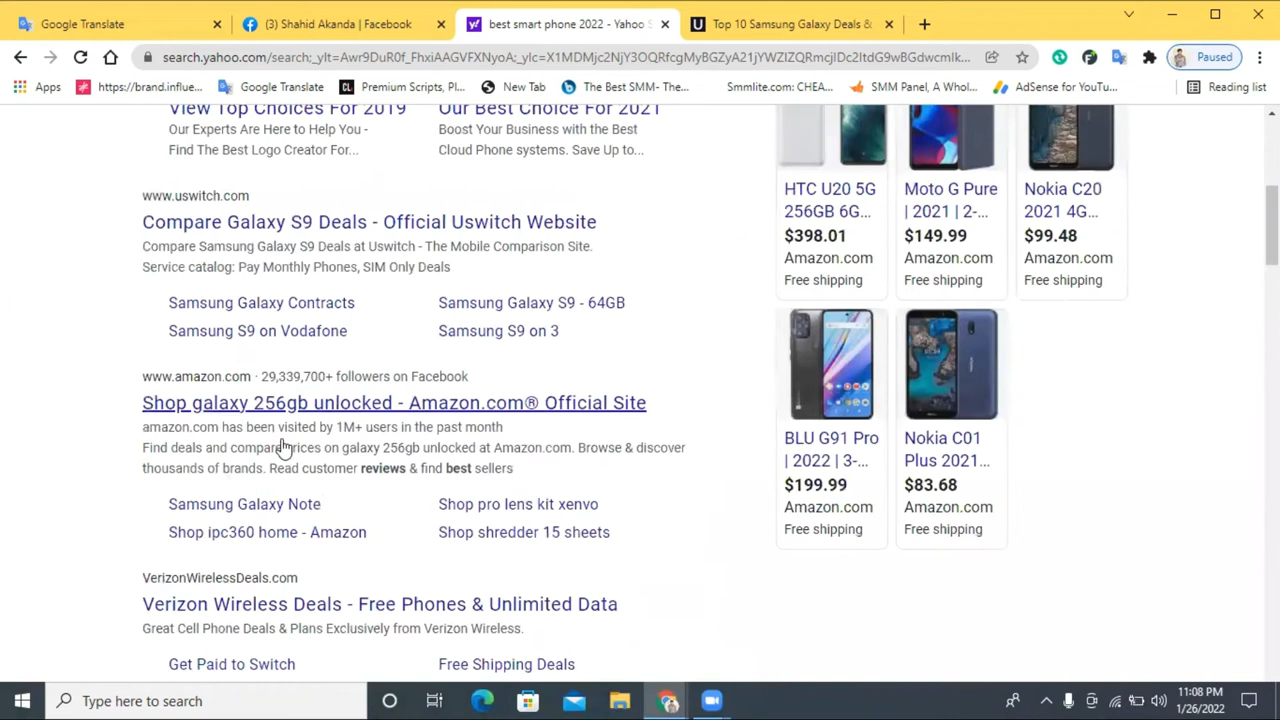 Google Translate
(3) Shahid Akanda | Facebook
best smart phone 2022 - Yahoo S
Top 10 Samsung Galaxy Deals &
search.yahoo.com/search;_ylt=Awr9DuR0f_FhxiAAGVFXNyoA;_ylc=X1MDMjc2NjY3OQRfcgMyBGZyA21jYWZlZQRmcjIDc2ItdG9wBGdwcmlk...
Paused
Apps
https://brand.influe...
Google Translate
Premium Scripts, Pl...
New Tab
The Best SMM- The...
Smmlite.com: CHEA...
SMM Panel, A Whol...
AdSense for YouTu...
Reading list
View Top Choices For 2019
Our Best Choice For 2021
Our Experts Are Here to Help You -
Find The Best Logo Creator For...
Boost Your Business with the Best
Cloud Phone systems. Save Up to...
www.uswitch.com
Compare Galaxy S9 Deals - Official Uswitch Website
Compare Samsung Galaxy S9 Deals at Uswitch - The Mobile Comparison Site.
Service catalog: Pay Monthly Phones, SIM Only Deals
Samsung Galaxy Contracts
Samsung Galaxy S9 - 64GB
Samsung S9 on Vodafone
Samsung S9 on 3
www.amazon.com · 29,339,700+ followers on Facebook
Shop galaxy 256gb unlocked - Amazon.com® Official Site
amazon.com has been visited by 1M+ users in the past month
Find deals and compare prices on galaxy 256gb unlocked at Amazon.com. Browse & discover
thousands of brands. Read customer reviews & find best sellers
Samsung Galaxy Note
Shop pro lens kit xenvo
Shop ipc360 home - Amazon
Shop shredder 15 sheets
VerizonWirelessDeals.com
Verizon Wireless Deals - Free Phones & Unlimited Data
Great Cell Phone Deals & Plans Exclusively from Verizon Wireless.
Get Paid to Switch
Free Shipping Deals
HTC U20 5G
256GB 6G...
$398.01
Amazon.com
Free shipping
Moto G Pure
| 2021 | 2-...
$149.99
Amazon.com
Free shipping
Nokia C20
2021 4G...
$99.48
Amazon.com
Free shipping
BLU G91 Pro
| 2022 | 3-...
$199.99
Amazon.com
Free shipping
Nokia C01
Plus 2021...
$83.68
Amazon.com
Free shipping
Type here to search
11:08 PM
1/26/2022